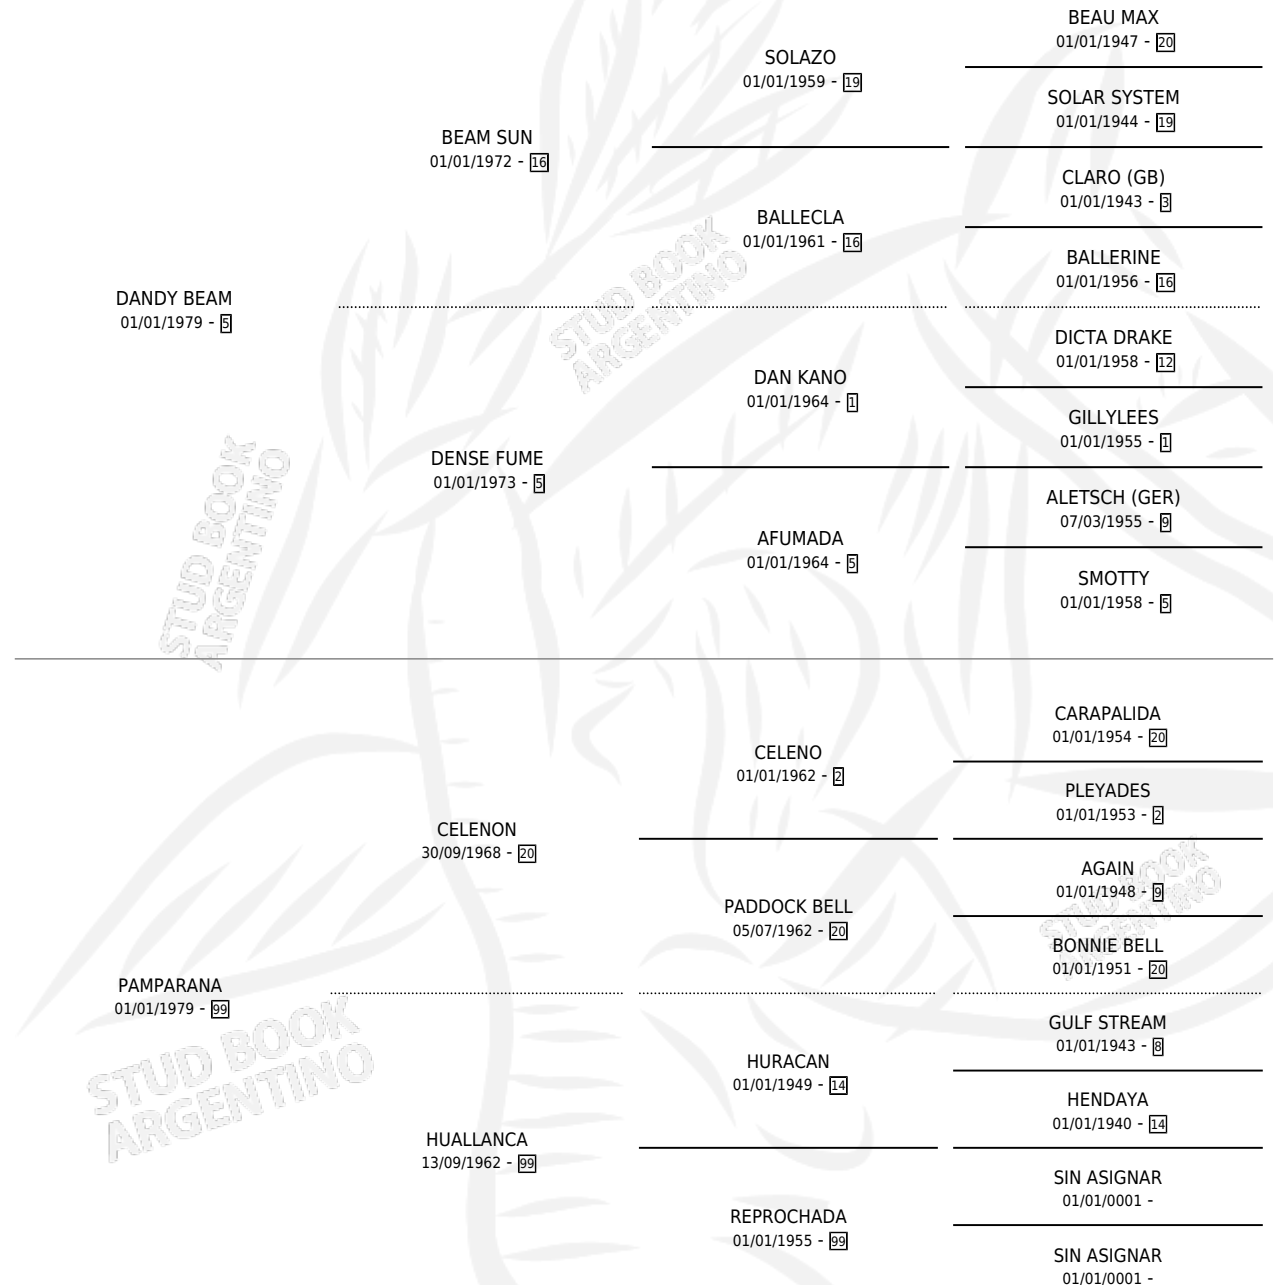 BEAU MAX
01/01/1947 - 20
SOLAZO
01/01/1959 - 19
SOLAR SYSTEM
01/01/1944 - 19
BEAM SUN
01/01/1972 - 16
CLARO (GB)
01/01/1943 - 3
BALLECLA
01/01/1961 - 16
BALLERINE
01/01/1956 - 16
DANDY BEAM
01/01/1979 - 5
DICTA DRAKE
01/01/1958 - 12
DAN KANO
01/01/1964 - 1
GILLYLEES
01/01/1955 - 1
DENSE FUME
01/01/1973 - 5
ALETSCH (GER)
07/03/1955 - 9
AFUMADA
01/01/1964 - 5
SMOTTY
01/01/1958 - 5
CARAPALIDA
01/01/1954 - 20
CELENO
01/01/1962 - 2
PLEYADES
01/01/1953 - 2
CELENON
30/09/1968 - 20
AGAIN
01/01/1948 - 9
PADDOCK BELL
05/07/1962 - 20
BONNIE BELL
01/01/1951 - 20
PAMPARANA
01/01/1979 - 99
GULF STREAM
01/01/1943 - 8
HURACAN
01/01/1949 - 14
HENDAYA
01/01/1940 - 14
HUALLANCA
13/09/1962 - 99
SIN ASIGNAR
01/01/0001 -
REPROCHADA
01/01/1955 - 99
SIN ASIGNAR
01/01/0001 -
STUD BOOK
ARGENTINO
STUD BOOK
ARGENTINO
STUD BOOK
ARGENTINO
STUD BOOK
ARGENTINO